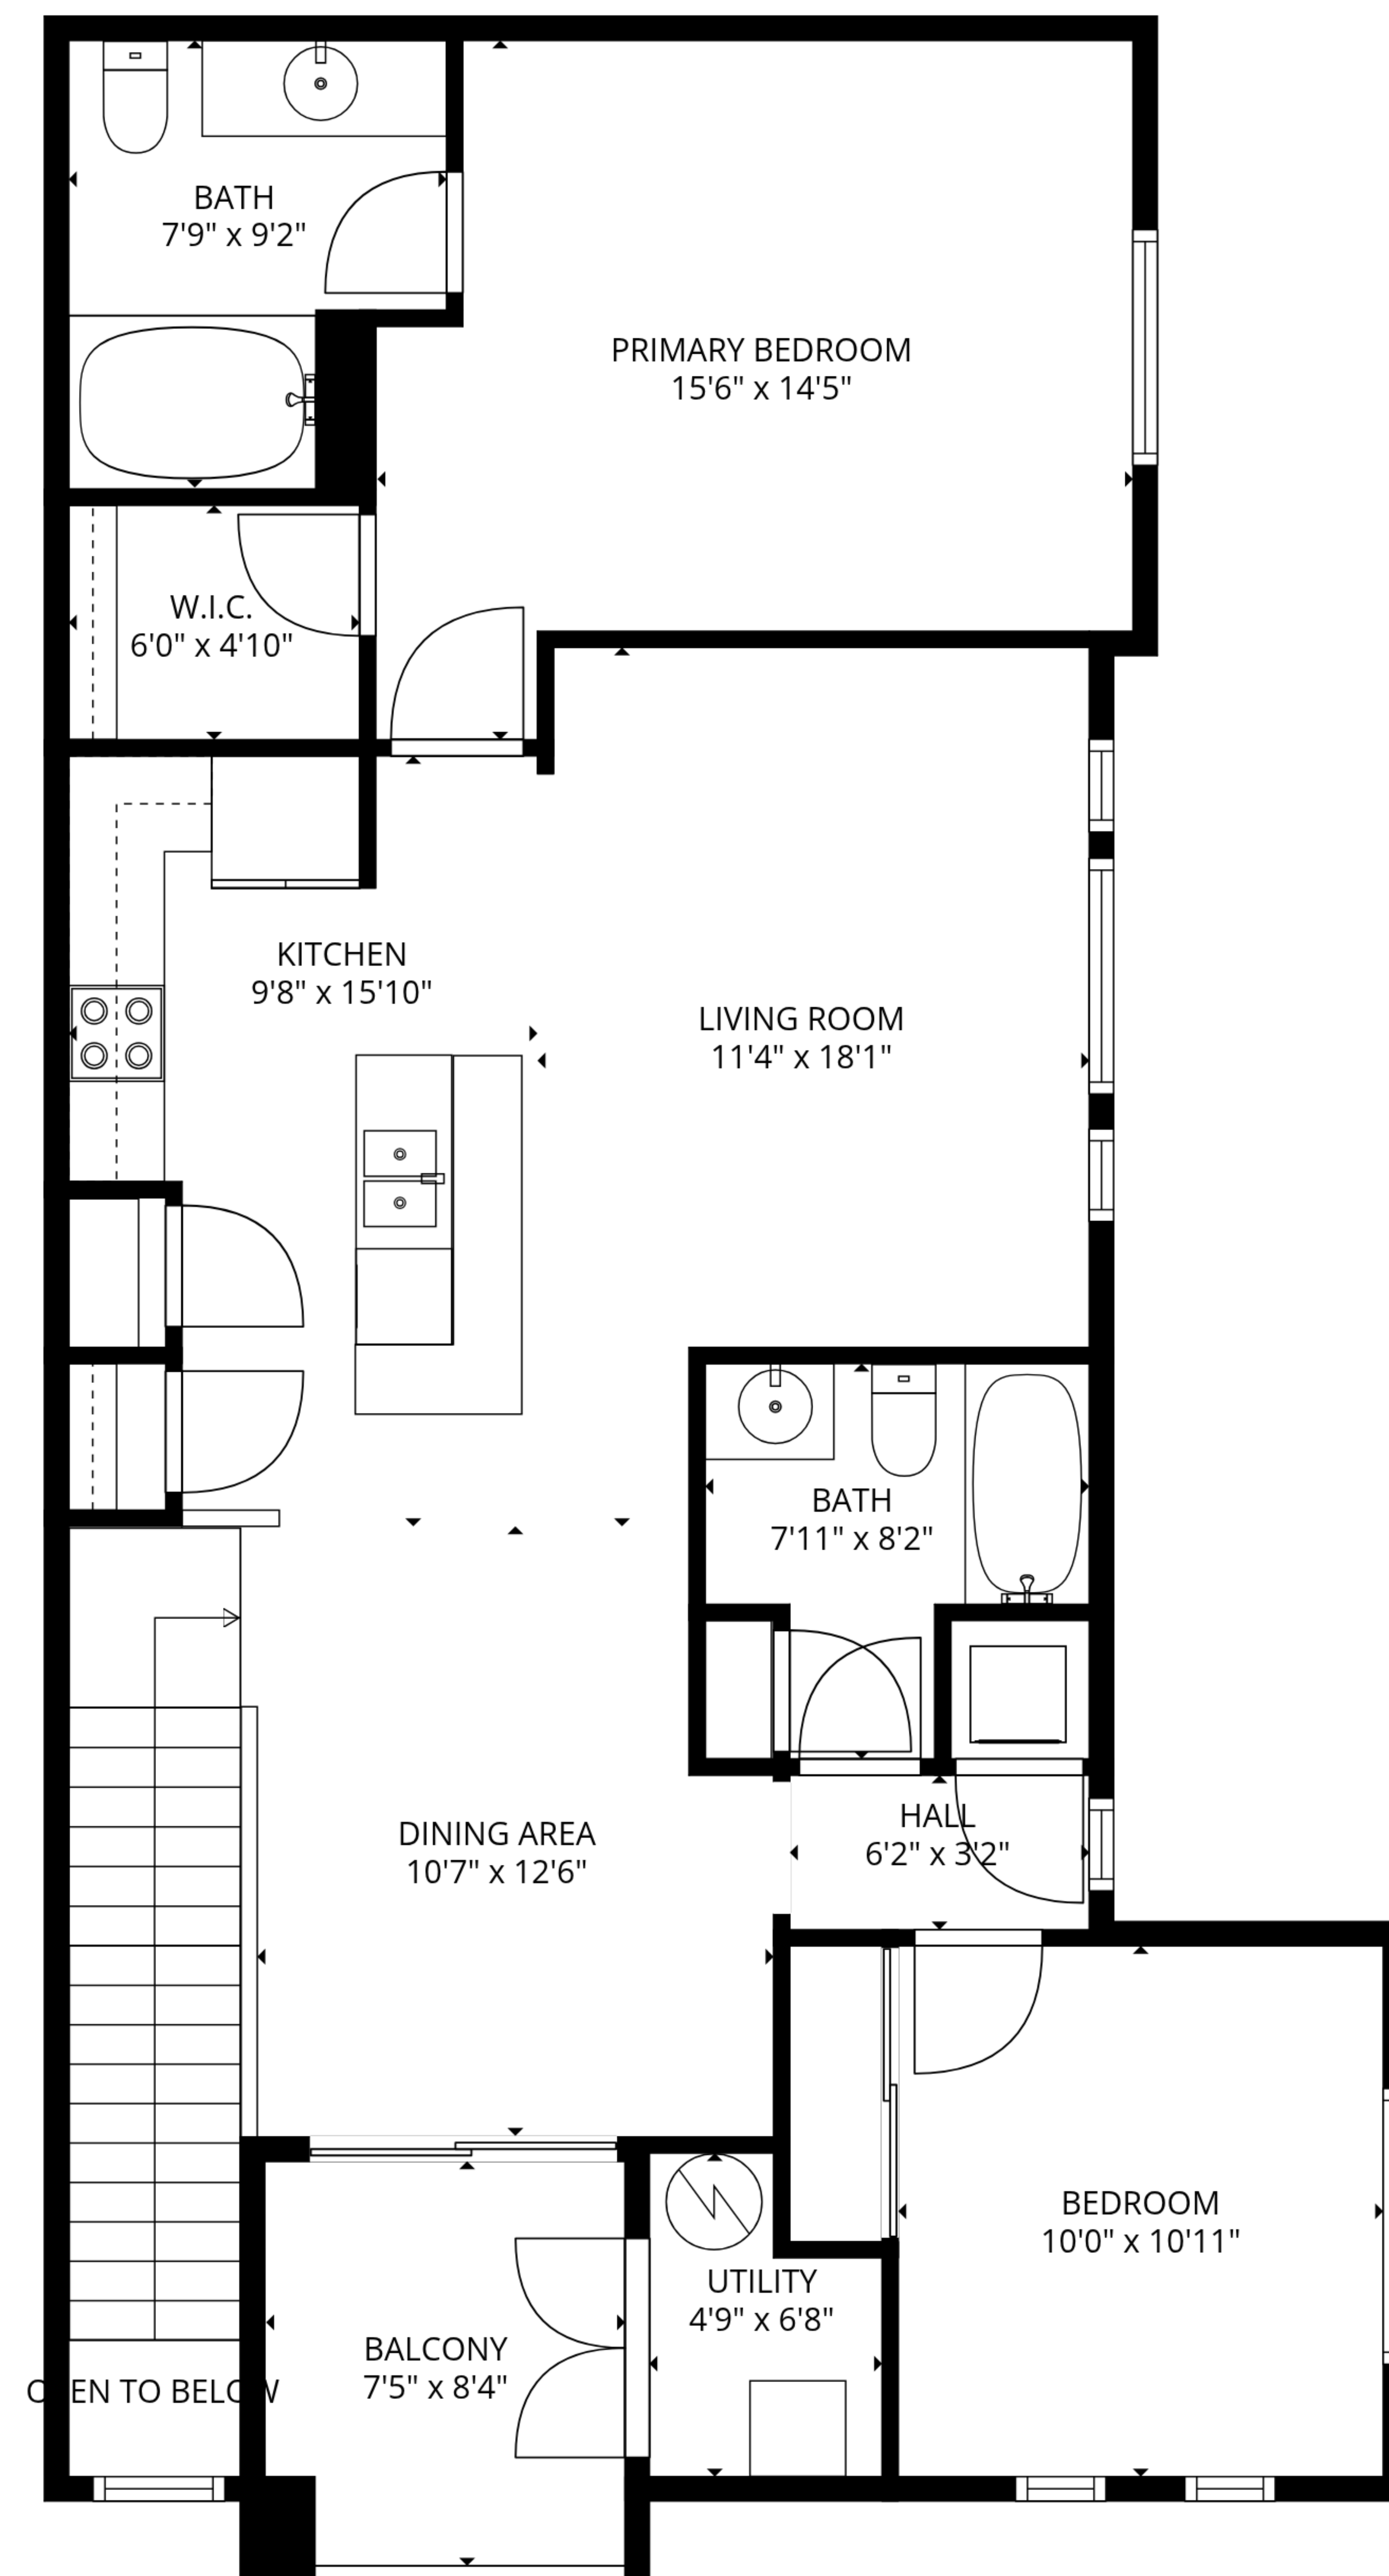 BATH
7'9" x 9'2"
PRIMARY BEDROOM
15'6" x 14'5"
W.I.C.
6'0" x 4'10"
KITCHEN
9'8" x 15'10"
LIVING ROOM
11'4" x 18'1"
BATH
7'11" x 8'2"
HALL
6'2" x 3'2"
DINING AREA
10'7" x 12'6"
BEDROOM
10'0" x 10'11"
UTILITY
4'9" x 6'8"
BALCONY
7'5" x 8'4"
OPEN TO BELOW